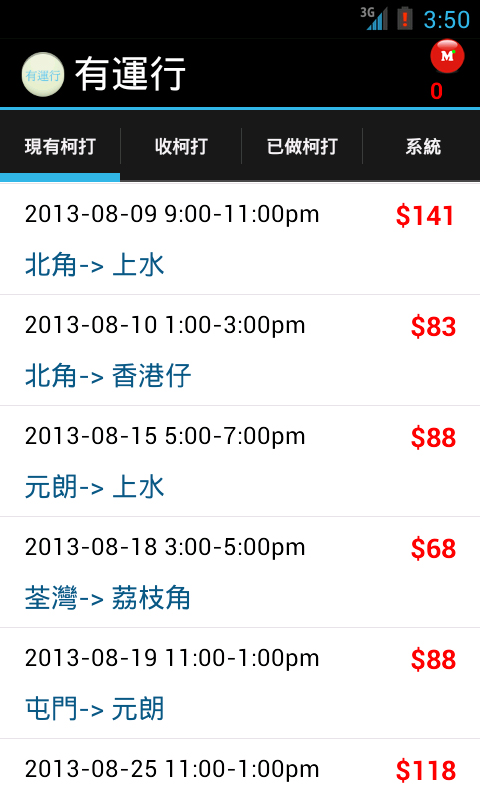 3G 3:50
有運行 有運行 M
0
現有柯打 收柯打 已做柯打 系統
2013-08-09 9:00-11:00pm $141
北角-> 上水
2013-08-10 1:00-3:00pm $83
北角-> 香港仔
2013-08-15 5:00-7:00pm $88
元朗-> 上水
2013-08-18 3:00-5:00pm $68
荃灣-> 荔枝角
2013-08-19 11:00-1:00pm $88
屯門-> 元朗
2013-08-25 11:00-1:00pm $118